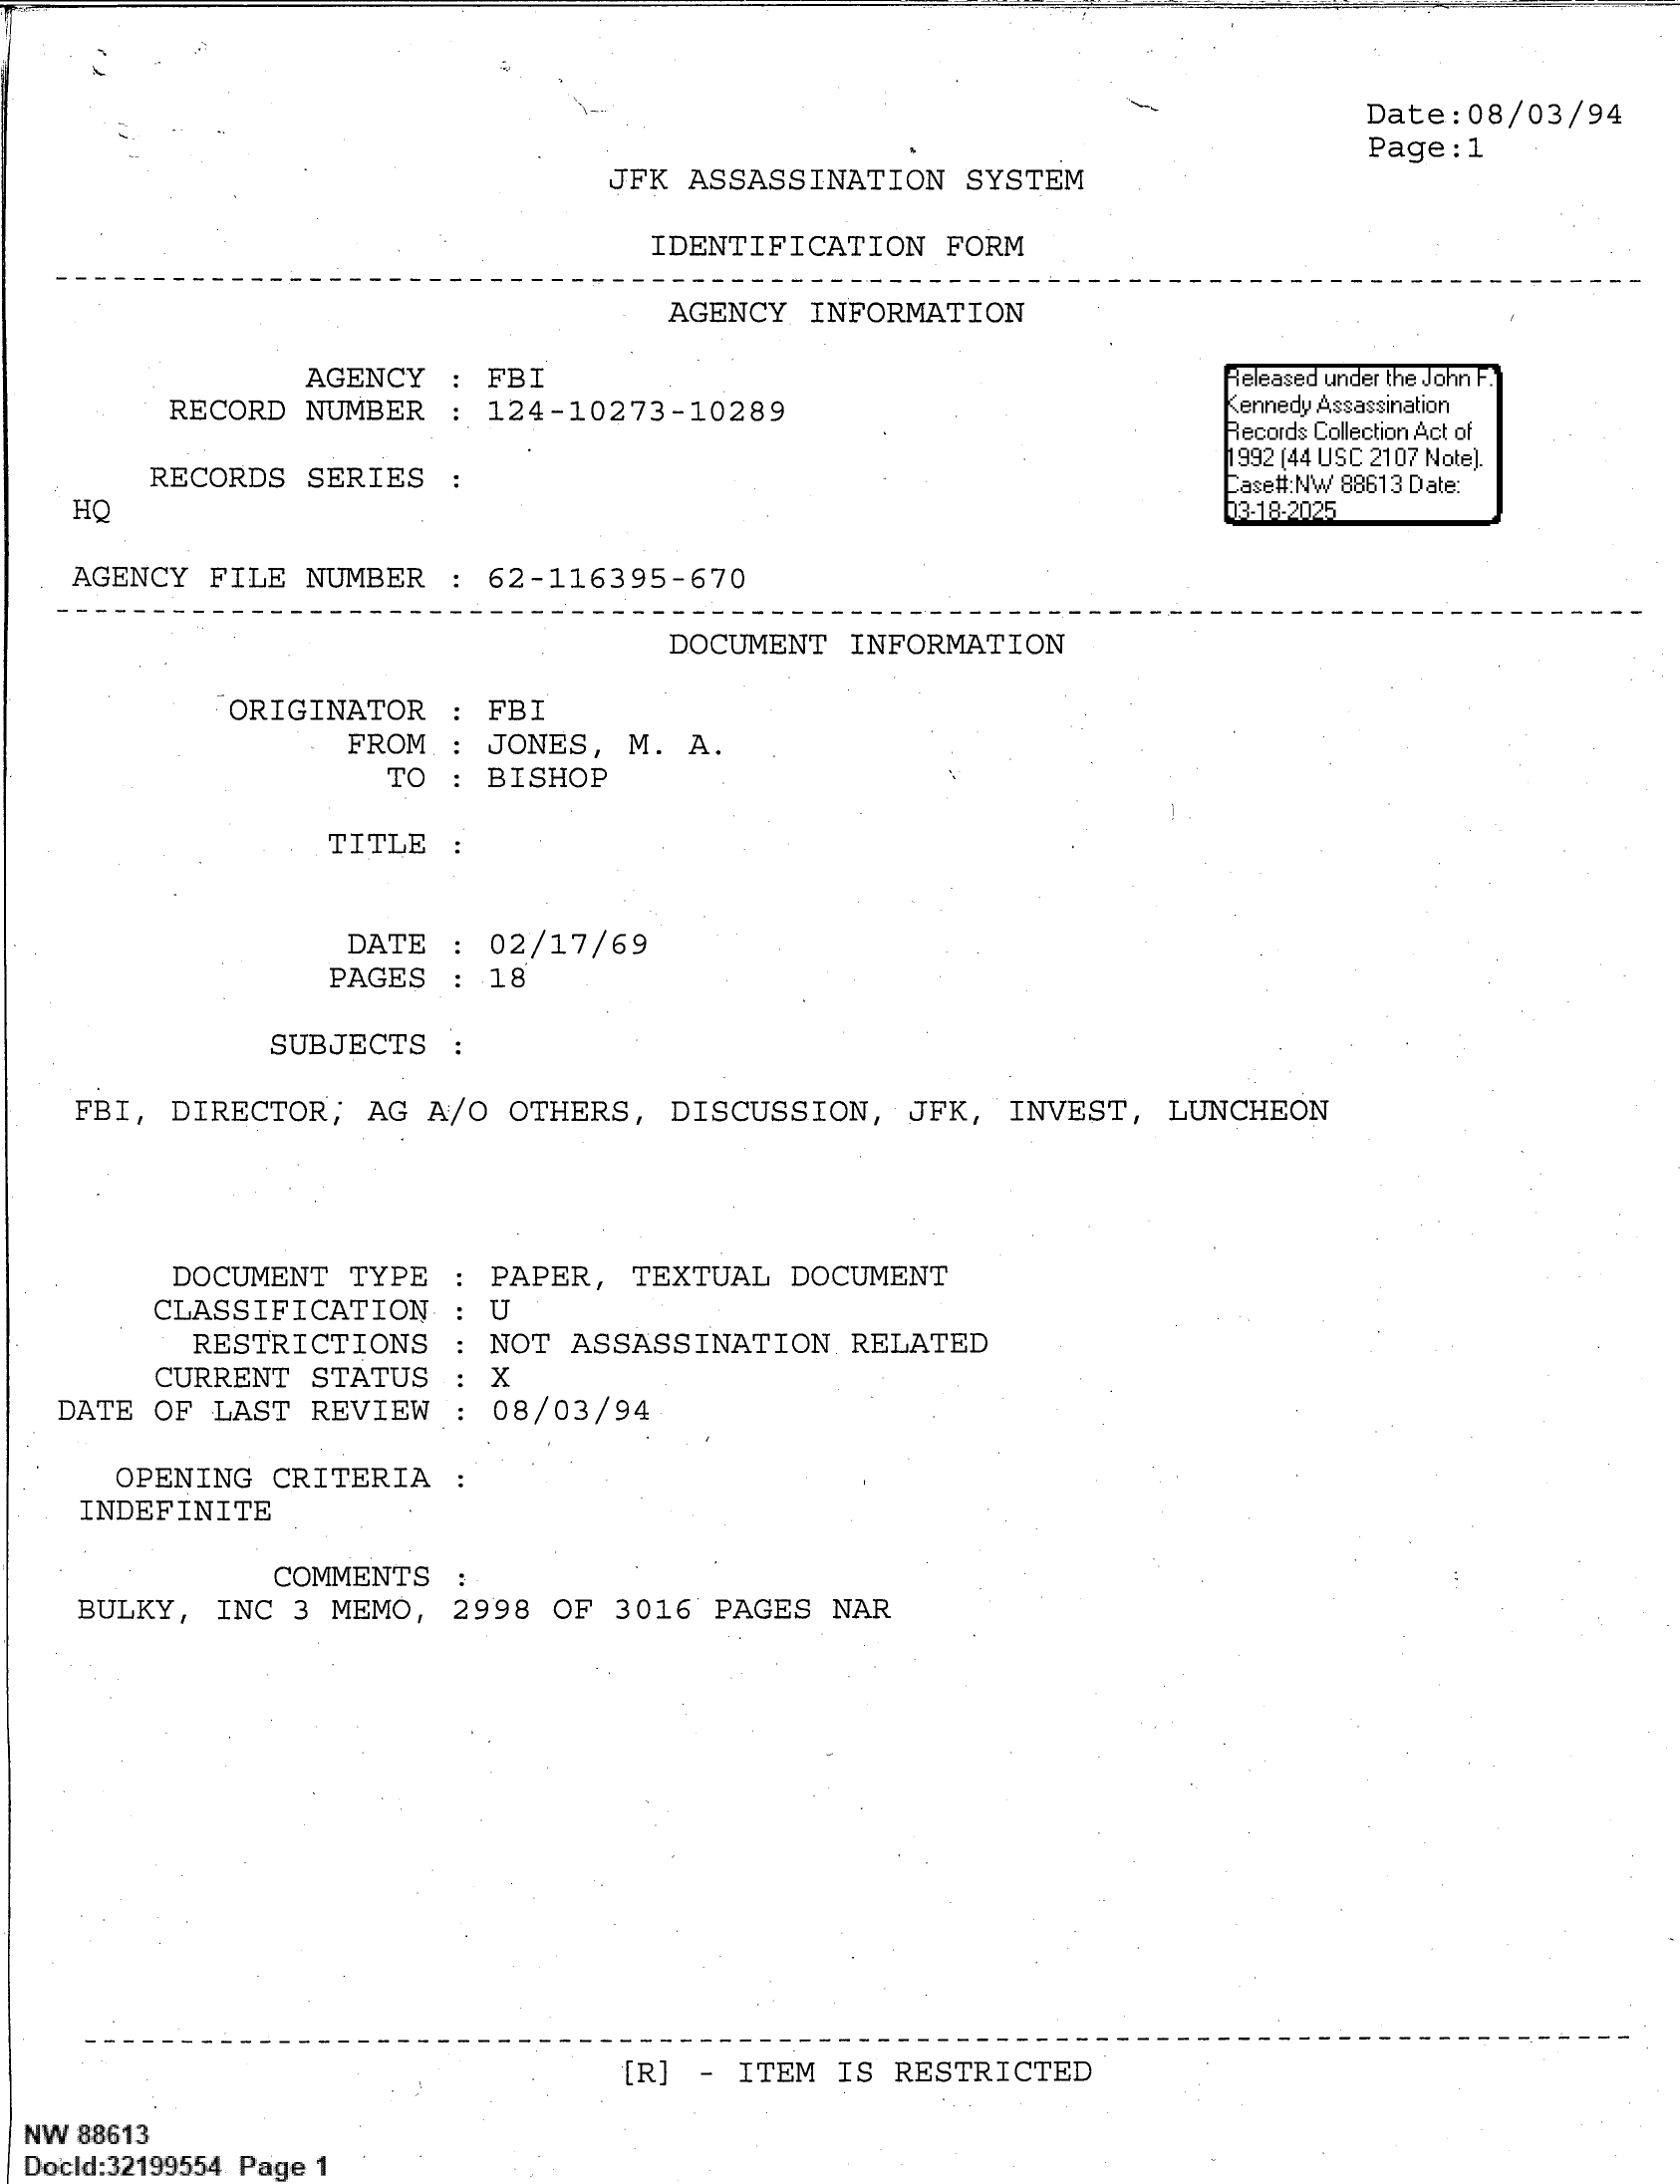 Date:08/03/94
Page:1
JFK ASSASSINATION SYSTEM
IDENTIFICATION FORM
AGENCY INFORMATION
AGENCY : FBI
RECORD NUMBER : 124-10273-10289
RECORDS SERIES :
HQ
AGENCY FILE NUMBER : 62-116395-670
Released under the John F.
Kennedy Assassination
Records Collection Act of
1992 (44 USC 2107 Note).
Case#:NW 88613 Date:
03-18-2025
DOCUMENT INFORMATION
ORIGINATOR : FBI
FROM : JONES, M. A.
TO : BISHOP
TITLE :
DATE : 02/17/69
PAGES : 18
SUBJECTS :
FBI, DIRECTOR, AG A/O OTHERS, DISCUSSION, JFK, INVEST, LUNCHEON
DOCUMENT TYPE : PAPER, TEXTUAL DOCUMENT
CLASSIFICATION : U
RESTRICTIONS : NOT ASSASSINATION RELATED
CURRENT STATUS : X
DATE OF LAST REVIEW : 08/03/94
OPENING CRITERIA :
INDEFINITE
COMMENTS :
BULKY, INC 3 MEMO, 2998 OF 3016 PAGES NAR
[R] - ITEM IS RESTRICTED
NW 88613
DocId:32199554 Page 1